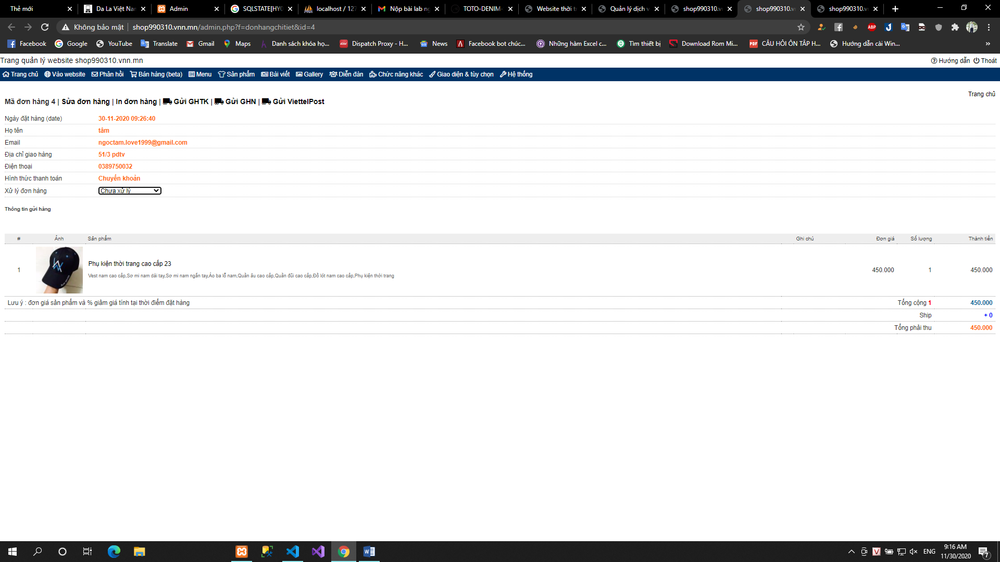 Thẻ mới
Da La Việt Nar
Admin
SQLSTATE[HY0
localhost / 127
Nộp bài lab ng
TOTO-DENIM-
Website thời tr
Quản lý dịch v
shop990310.v
shop990310.v
shop990310.v
Không bảo mật
shop990310.vnn.mn/admin.php?f=donhangchitiet&id=4
Facebook
Google
YouTube
Translate
Gmail
Maps
Danh sách khóa họ...
Dispatch Proxy - H...
News
Facebook bot chúc...
Những hàm Excel c...
Tìm thiết bị
Download Rom Mi...
CÂU HỎI ÔN TẬP H...
Hướng dẫn cài Win...
»
Trang quản lý website shop990310.vnn.mn
Hướng dẫn Thoát
Trang chủ Vào website Phản hồi Bán hàng (beta) Menu Sản phẩm Bài viết Gallery Diễn đàn Chức năng khác Giao diện & tùy chọn Hệ thống
Trang chủ
Mã đơn hàng 4 | Sửa đơn hàng | In đơn hàng | Gửi GHTK | Gửi GHN | Gửi ViettelPost
Ngày đặt hàng (date) 30-11-2020 09:26:40
Họ tên tâm
Email ngoctam.love1999@gmail.com
Địa chỉ giao hàng 51/3 pdtv
Điện thoại 0389750032
Hình thức thanh toán Chuyển khoản
Xử lý đơn hàng Chưa xử lý
Thông tin gửi hàng
# Ảnh Sản phẩm Ghi chú Đơn giá Số lượng Thành tiền
1 Phụ kiện thời trang cao cấp 23 450.000 1 450.000
Vest nam cao cấp,Sơ mi nam dài tay,Sơ mi nam ngắn tay,Áo ba lỗ nam,Quần âu cao cấp,Quần đũi cao cấp,Đồ lót nam cao cấp,Phụ kiện thời trang
Lưu ý : đơn giá sản phẩm và % giảm giá tính tại thời điểm đặt hàng Tổng cộng 1 450.000
Ship + 0
Tổng phải thu 450.000
ENG
9:16 AM
11/30/2020
7